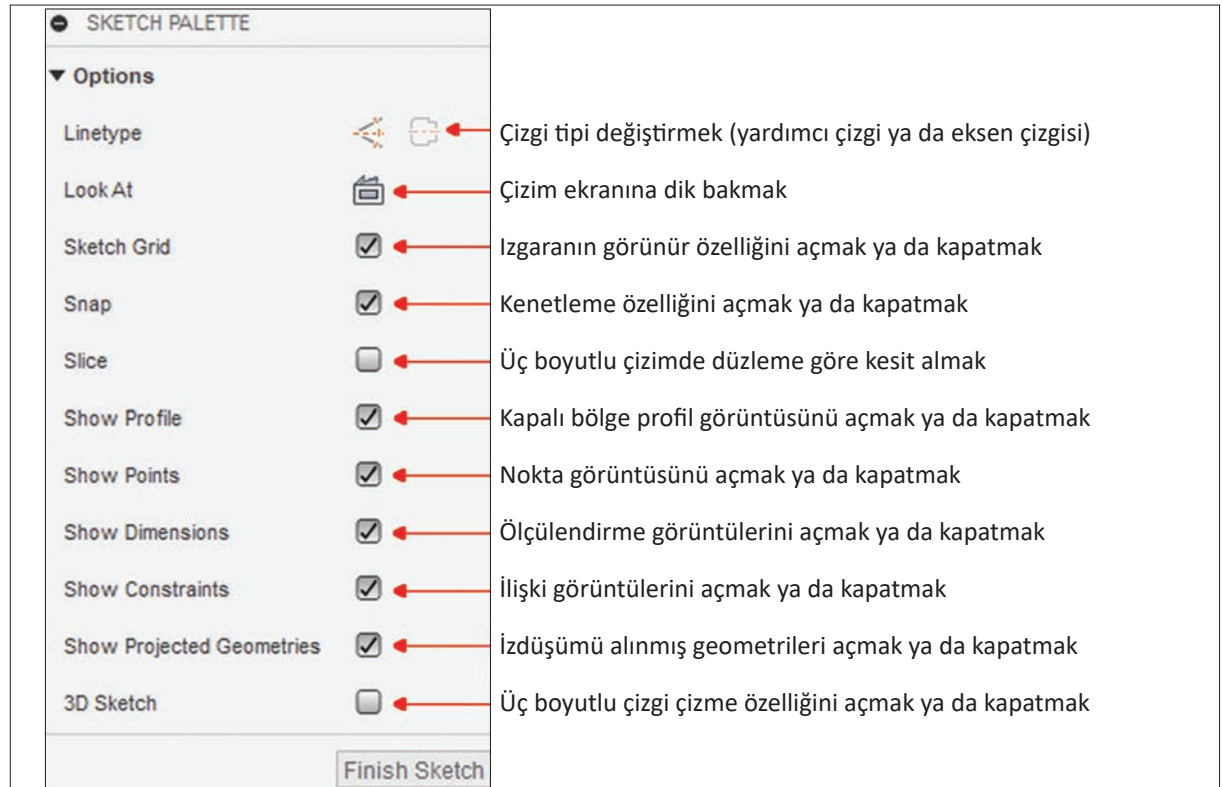 SKETCH PALETTE
Options
Linetype Çizgi tipi değiştirmek (yardımcı çizgi ya da eksen çizgisi)
Look At Çizim ekranına dik bakmak
Sketch Grid Izgaranın görünür özelliğini açmak ya da kapatmak
Snap Kenetleme özelliğini açmak ya da kapatmak
Slice Üç boyutlu çizimde düzleme göre kesit almak
Show Profile Kapalı bölge profil görüntüsünü açmak ya da kapatmak
Show Points Nokta görüntüsünü açmak ya da kapatmak
Show Dimensions Ölçülendirme görüntülerini açmak ya da kapatmak
Show Constraints İlişki görüntülerini açmak ya da kapatmak
Show Projected Geometries İzdüşümü alınmış geometrileri açmak ya da kapatmak
3D Sketch Üç boyutlu çizgi çizme özelliğini açmak ya da kapatmak
Finish Sketch